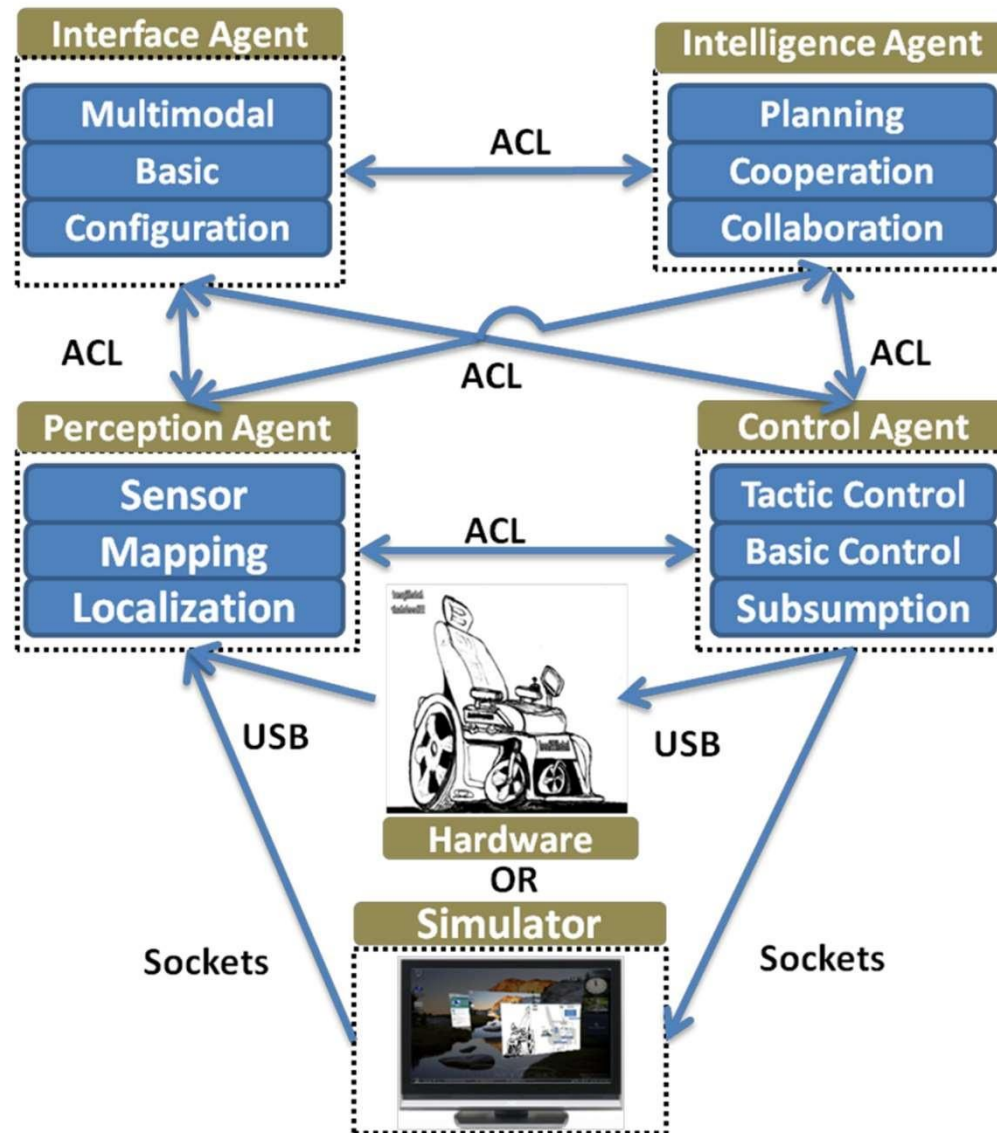 Interface Agent
Intelligence Agent
Multimodal
Basic
Configuration
ACL
Planning
Cooperation
Collaboration
ACL
ACL
ACL
Perception Agent
Control Agent
Sensor
Mapping
Localization
ACL
Tactic Control
Basic Control
Subsumption
USB
USB
Hardware
OR
Simulator
Sockets
Sockets